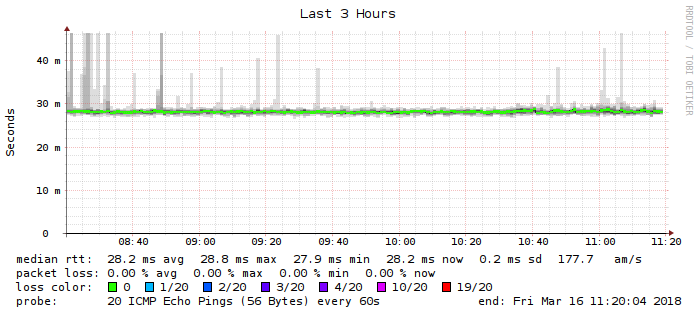 Last 3 Hours
RRDTOOL / TOBI OETIKER
Seconds
40 m
30 m
20 m
10 m
0
08:40 09:00 09:20 09:40 10:00 10:20 10:40 11:00 11:20
median rtt: 28.2 ms avg 28.8 ms max 27.9 ms min 28.2 ms now 0.2 ms sd 177.7 am/s
packet loss: 0.00 % avg 0.00 % max 0.00 % min 0.00 % now
loss color: 0 1/20 2/20 3/20 4/20 10/20 19/20
probe: 20 ICMP Echo Pings (56 Bytes) every 60s end: Fri Mar 16 11:20:04 2018